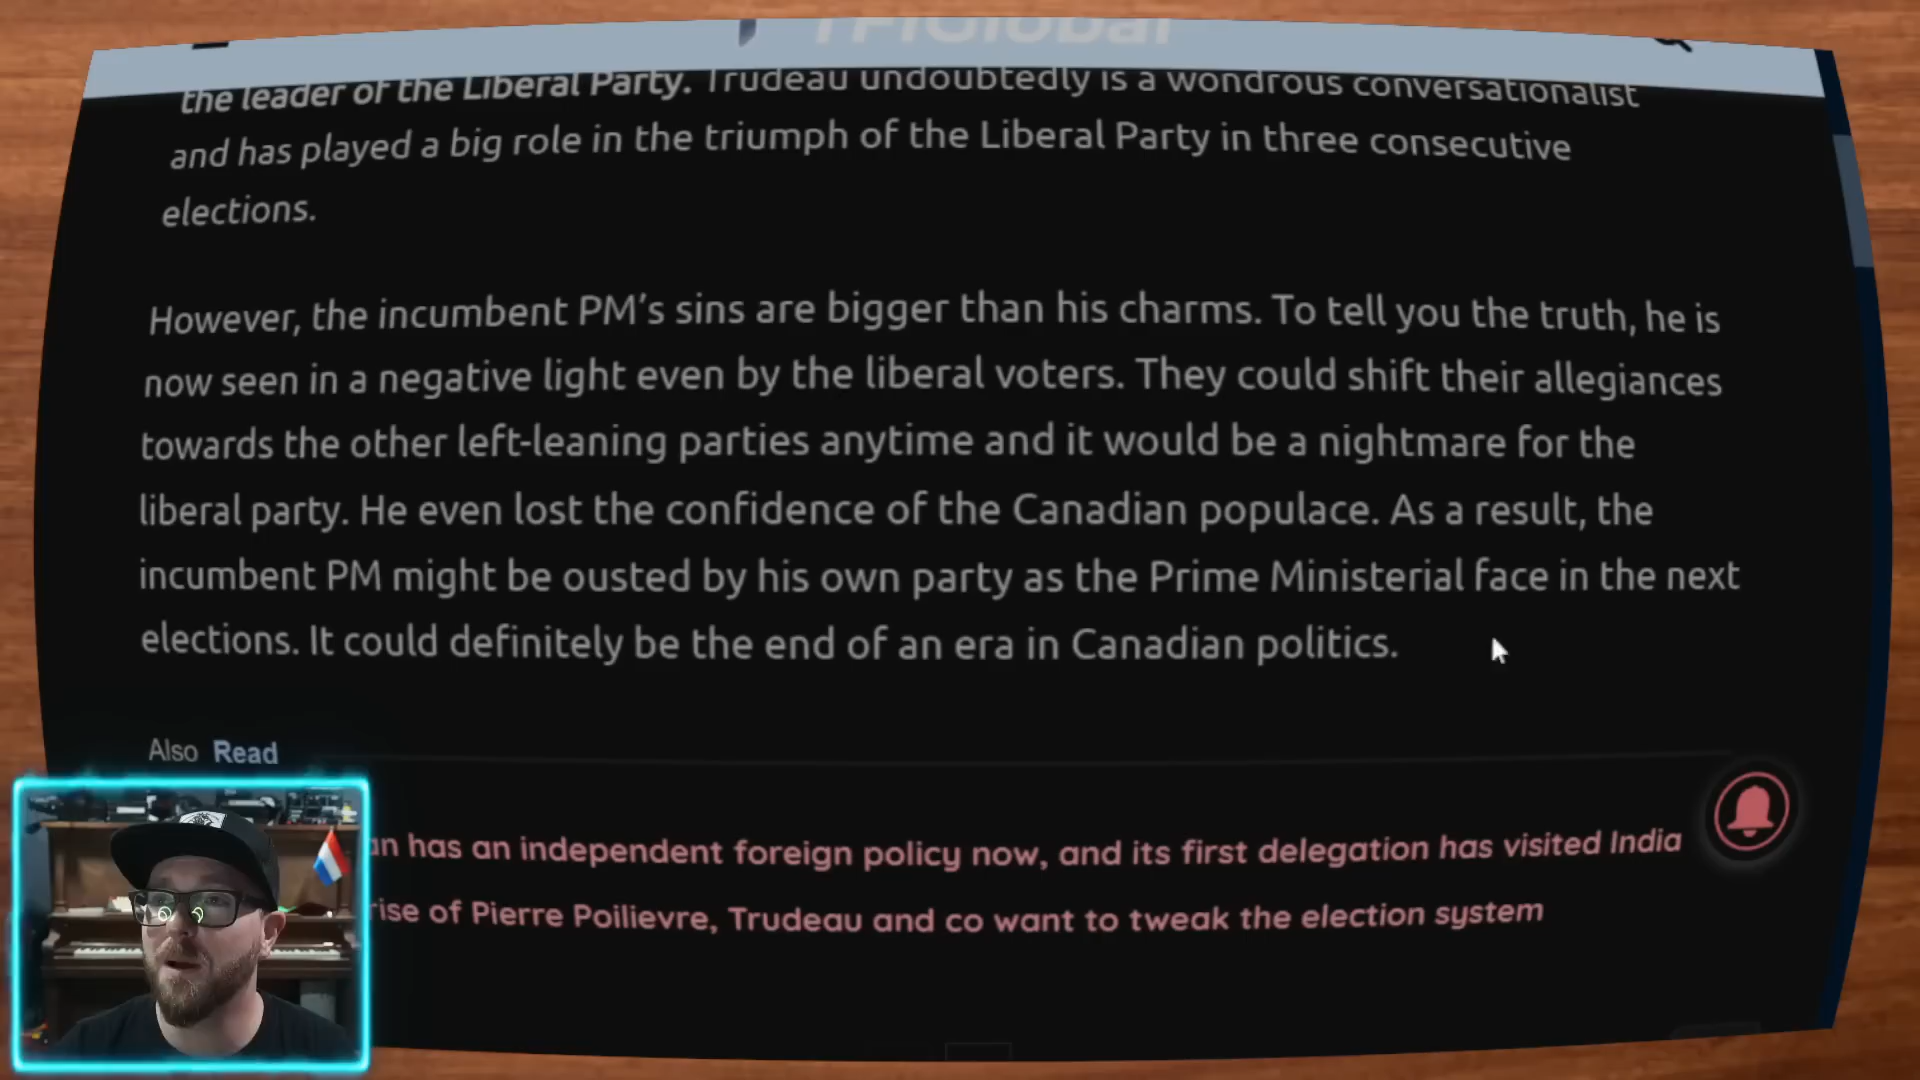 TFIGlobal
the leader of the Liberal Party. Trudeau undoubtedly is a wondrous conversationalist
and has played a big role in the triumph of the Liberal Party in three consecutive
elections.
However, the incumbent PM's sins are bigger than his charms. To tell you the truth, he is
now seen in a negative light even by the liberal voters. They could shift their allegiances
towards the other left-leaning parties anytime and it would be a nightmare for the
liberal party. He even lost the confidence of the Canadian populace. As a result, the
incumbent PM might be ousted by his own party as the Prime Ministerial face in the next
elections. It could definitely be the end of an era in Canadian politics.
Also Read
has an independent foreign policy now, and its first delegation has visited India
rise of Pierre Poilievre, Trudeau and co want to tweak the election system